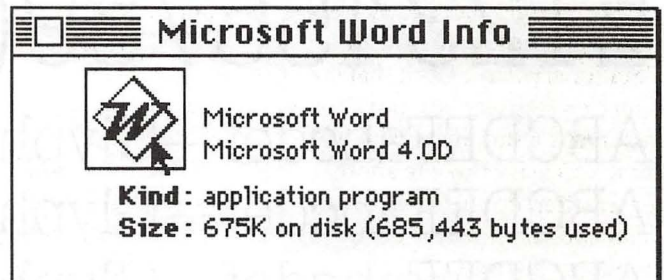 Microsoft Word Info
Microsoft Word
Microsoft Word 4.0D
Kind: application program
Size: 675K on disk (685,443 bytes used)